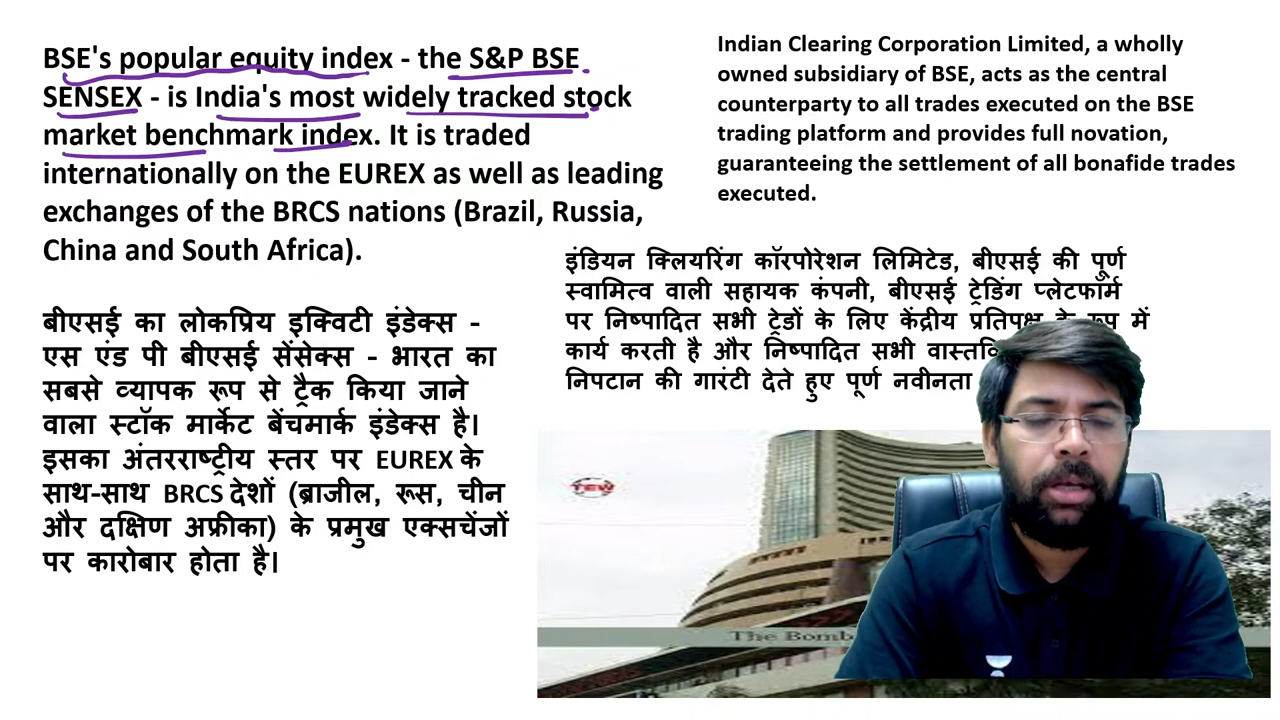 BSE's popular equity index - the S&P BSE
SENSEX - is India's most widely tracked stock
market benchmark index. It is traded
internationally on the EUREX as well as leading
exchanges of the BRCS nations (Brazil, Russia,
China and South Africa).
बीएसई का लोकप्रिय इक्विटी इंडेक्स -
एस एंड पी बीएसई सेंसेक्स - भारत का
सबसे व्यापक रूप से ट्रैक किया जाने
वाला स्टॉक मार्केट बेंचमार्क इंडेक्स है।
इसका अंतरराष्ट्रीय स्तर पर EUREX के
साथ-साथ BRCS देशों (ब्राजील, रूस, चीन
और दक्षिण अफ्रीका) के प्रमुख एक्सचेंजों
पर कारोबार होता है।
Indian Clearing Corporation Limited, a wholly
owned subsidiary of BSE, acts as the central
counterparty to all trades executed on the BSE
trading platform and provides full novation,
guaranteeing the settlement of all bonafide trades
executed.
इंडियन क्लियरिंग कॉरपोरेशन लिमिटेड, बीएसई की पूर्ण
स्वामित्व वाली सहायक कंपनी, बीएसई ट्रेडिंग प्लेटफॉर्म
पर निष्पादित सभी ट्रेडों के लिए केंद्रीय प्रतिपक्ष के रूप में
कार्य करती है और निष्पादित सभी
निपटान की गारंटी देते हुए पूर्ण नवीनता
TEW
The